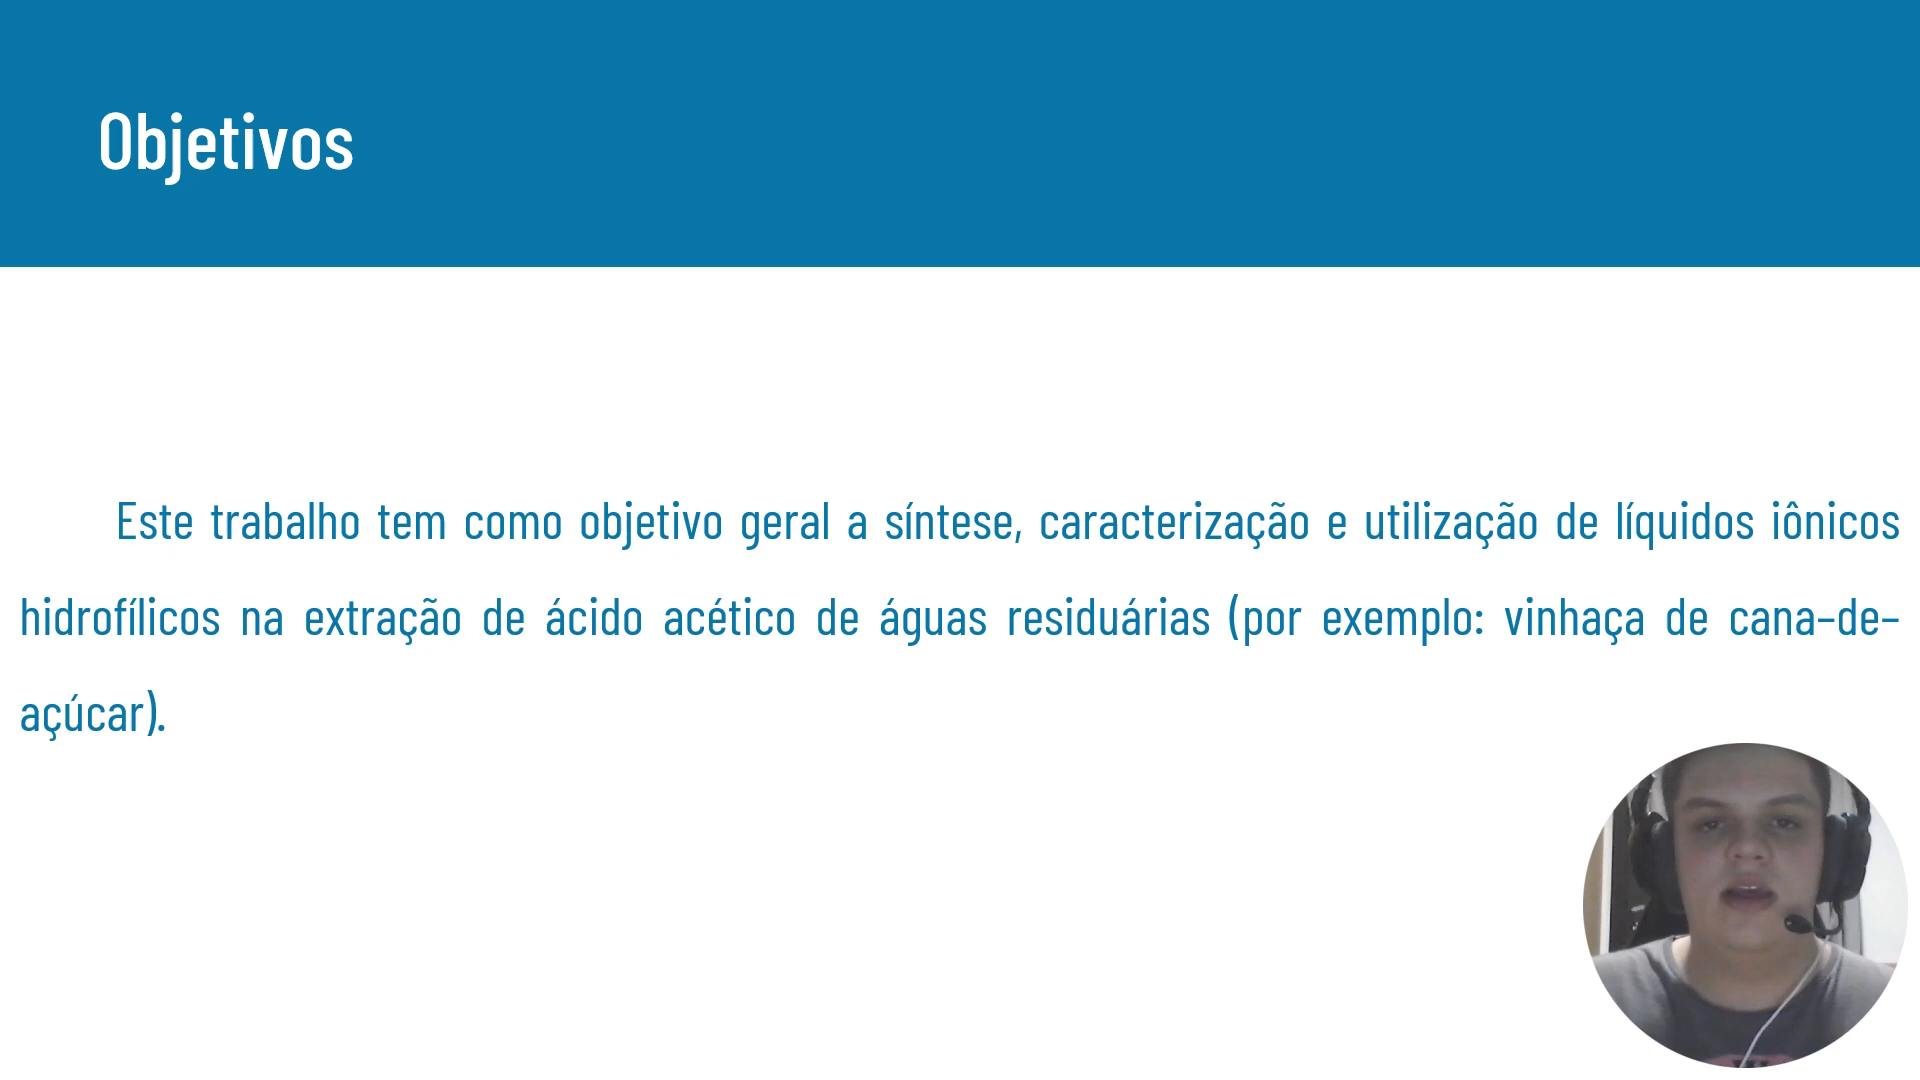 Objetivos
Este trabalho tem como objetivo geral a síntese, caracterização e utilização de líquidos iônicos
hidrofílicos na extração de ácido acético de águas residuárias (por exemplo: vinhaça de cana-de-
açúcar).